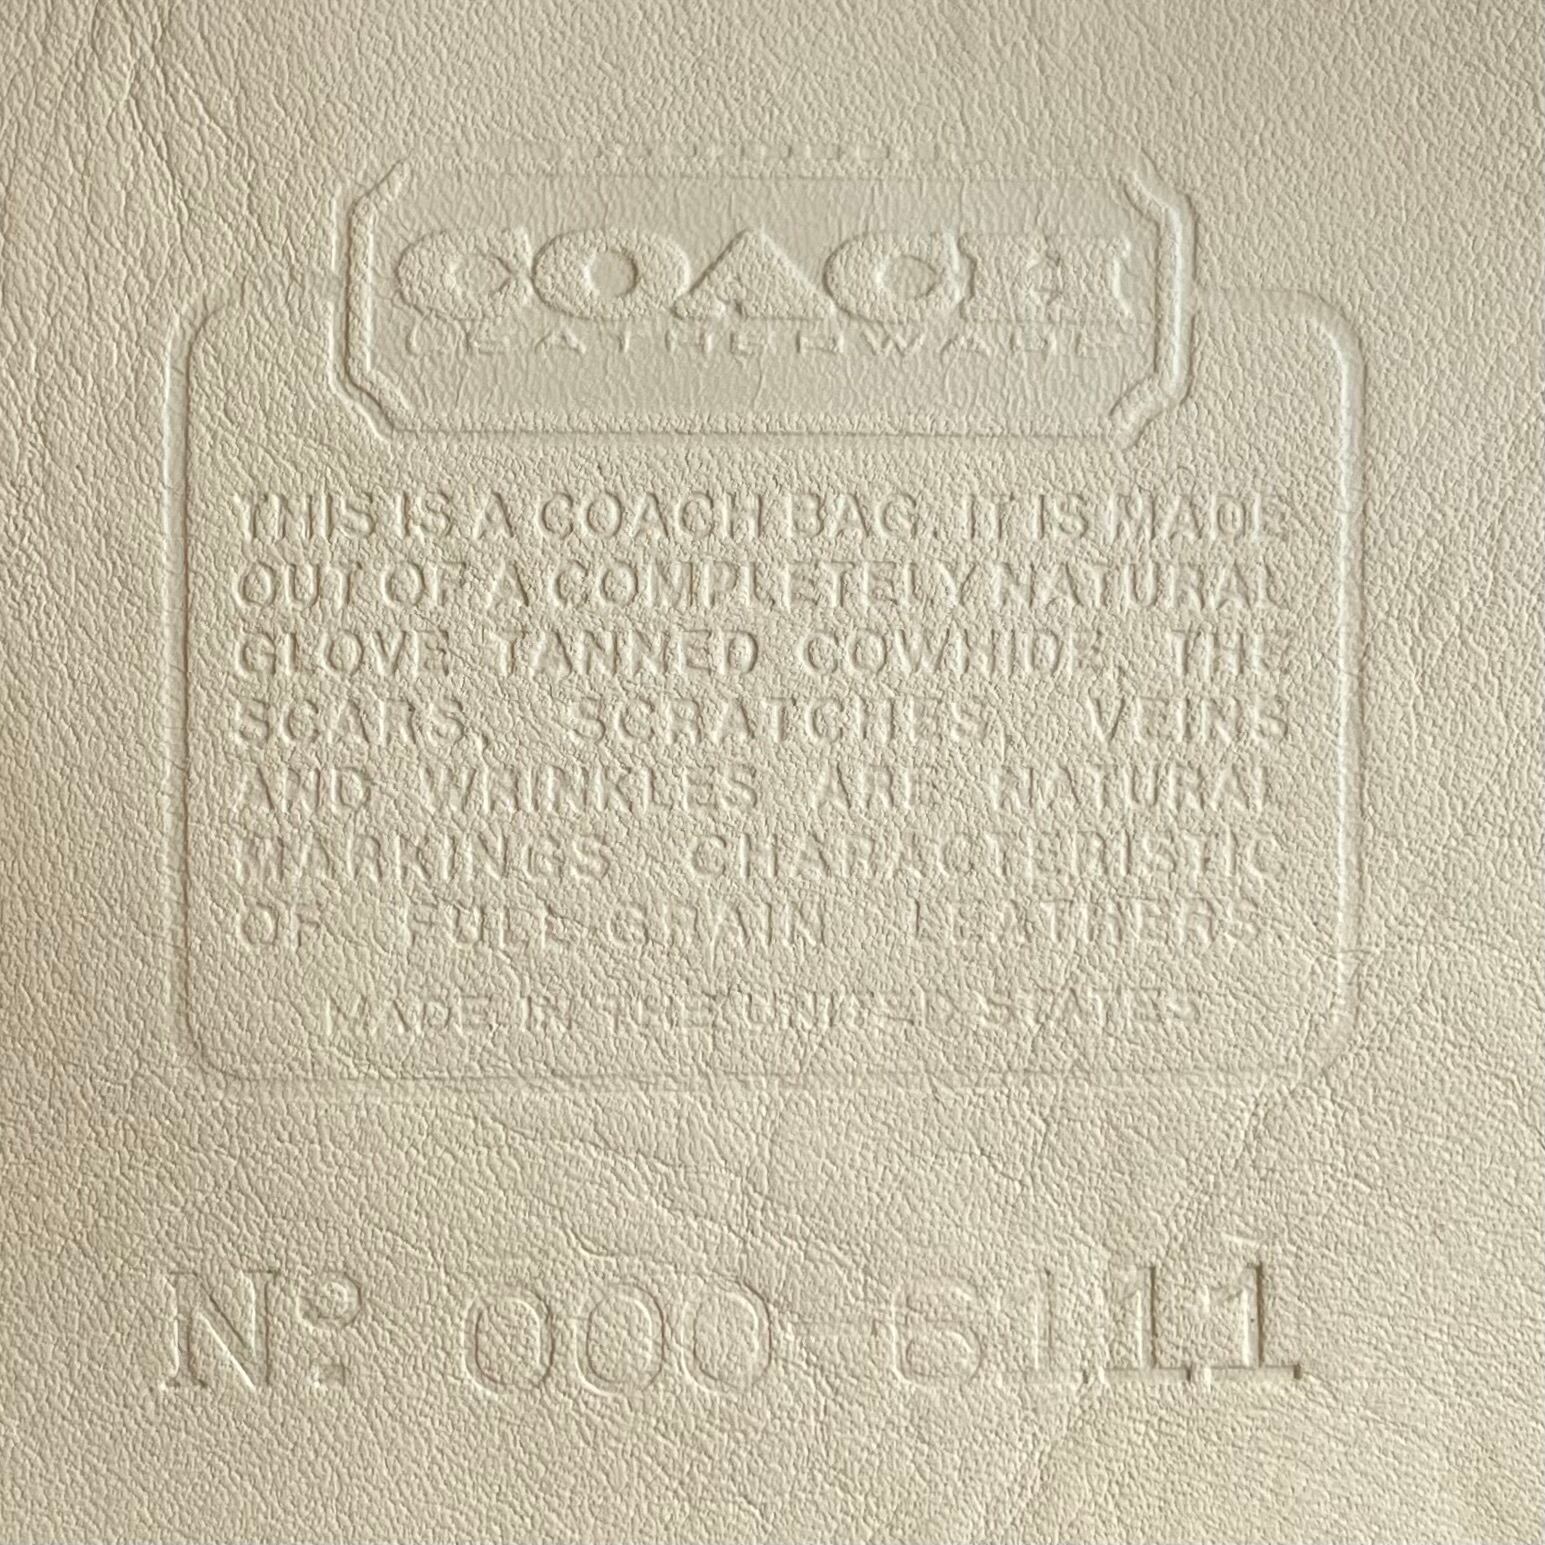 COACH
LEATHERWARE
THIS IS A COACH BAG. IT IS MADE
OUT OF A COMPLETELY NATURAL
GLOVE TANNED COWHIDE, THE
SCARS, SCRATCHES, VEINS
AND WRINKLES ARE NATURAL
MARKINGS CHARACTERISTIC
OF FULL-GRAIN LEATHERS.
MADE IN THE UNITED STATES
Nº 000-6111